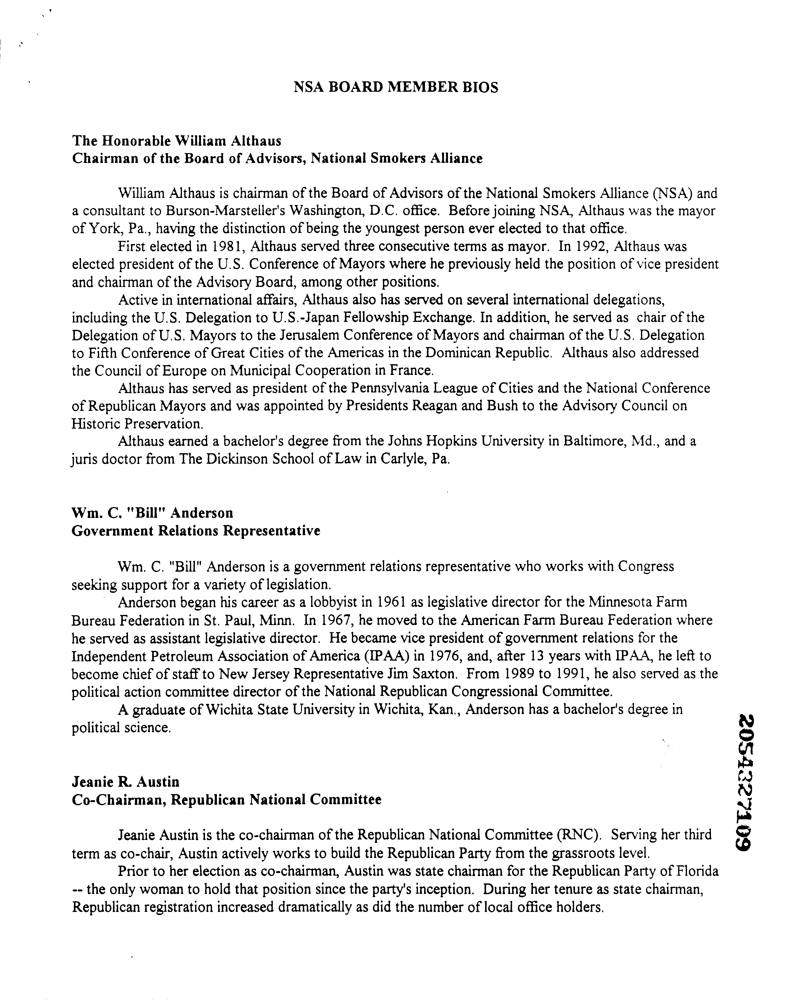 NSA BOARD MEMBER BIOS
The Honorable William Althaus
Chairman of the Board of Advisors, National Smokers Alliance
William Althaus is chairman of the Board of Advisors of the National Smokers Alliance (NSA) and
a consultant to Burson-Marsteller's Washington, D.C. office. Before joining NSA, Althaus was the mayor
of York, Pa., having the distinction of being the youngest person ever elected to that office.
First elected in 1981, Althaus served three consecutive terms as mayor. In 1992, Althaus was
elected president of the U.S. Conference of Mayors where he previously held the position of vice president
and chairman of the Advisory Board, among other positions.
Active in international affairs, Althaus also has served on several international delegations,
including the U.S. Delegation to U.S.-Japan Fellowship Exchange. In addition, he served as chair of the
Delegation of U.S. Mayors to the Jerusalem Conference of Mayors and chairman of the U.S. Delegation
to Fifth Conference of Great Cities of the Americas in the Dominican Republic. Althaus also addressed
the Council of Europe on Municipal Cooperation in France.
Althaus has served as president of the Pennsylvania League of Cities and the National Conference
of Republican Mayors and was appointed by Presidents Reagan and Bush to the Advisory Council on
Historic Preservation.
Althaus earned a bachelor's degree from the Johns Hopkins University in Baltimore, Md., and a
juris doctor from The Dickinson School of Law in Carlyle, Pa.
Wm. C. "Bill" Anderson
Government Relations Representative
Wm. C. "Bill" Anderson is a government relations representative who works with Congress
seeking support for a variety of legislation.
Anderson began his career as a lobbyist in 1961 as legislative director for the Minnesota Farm
Bureau Federation in St. Paul, Minn. In 1967, he moved to the American Farm Bureau Federation where
he served as assistant legislative director. He became vice president of government relations for the
Independent Petroleum Association of America (IPAA) in 1976, and, after 13 years with IPAA, he left to
become chief of staff to New Jersey Representative Jim Saxton. From 1989 to 1991, he also served as the
political action committee director of the National Republican Congressional Committee.
A graduate of Wichita State University in Wichita, Kan., Anderson has a bachelor's degree in
political science.
Jeanie R. Austin
Co-Chairman, Republican National Committee
Jeanie Austin is the co-chairman of the Republican National Committee (RNC). Serving her third
term as co-chair, Austin actively works to build the Republican Party from the grassroots level.
Prior to her election as co-chairman, Austin was state chairman for the Republican Party of Florida
-- the only woman to hold that position since the party's inception. During her tenure as state chairman,
Republican registration increased dramatically as did the number of local office holders.
2054327109